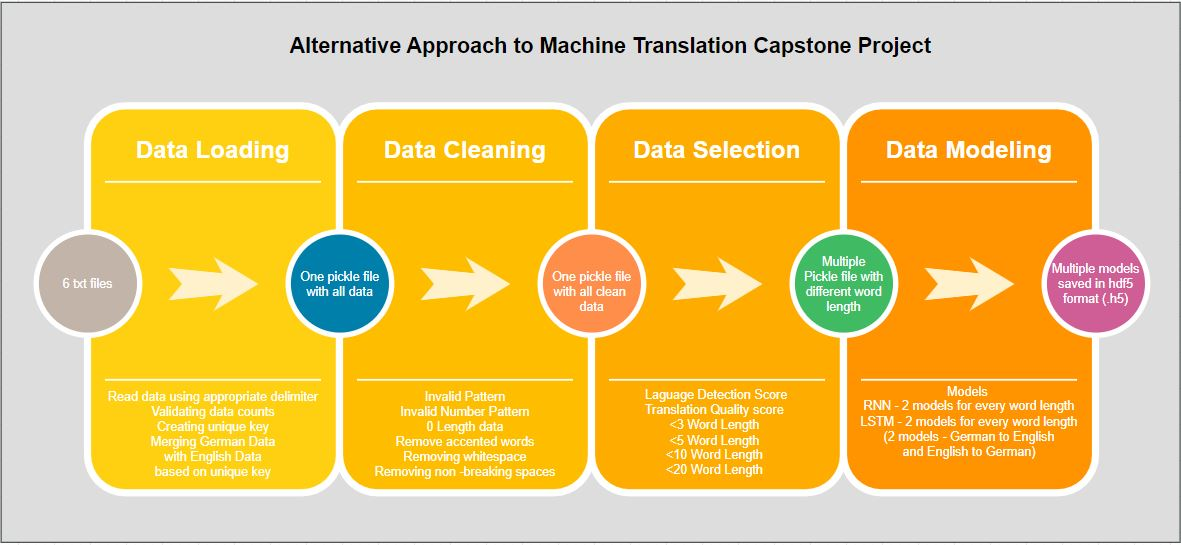 Alternative Approach to Machine Translation Capstone Project
Data Loading
6 txt files
Read data using appropriate delimiter
Validating data counts
Creating unique key
Merging German Data
with English Data
based on unique key
One pickle file
with all data
Data Cleaning
Invalid Pattern
Invalid Number Pattern
0 Length data
Remove accented words
Removing whitespace
Removing non -breaking spaces
One pickle file
with all clean
data
Data Selection
Laguage Detection Score
Translation Quality score
<3 Word Length
<5 Word Length
<10 Word Length
<20 Word Length
Multiple
Pickle file with
different word
length
Data Modeling
Models
RNN - 2 models for every word length
LSTM - 2 models for every word length
(2 models - German to English
and English to German)
Multiple models
saved in hdf5
format (.h5)